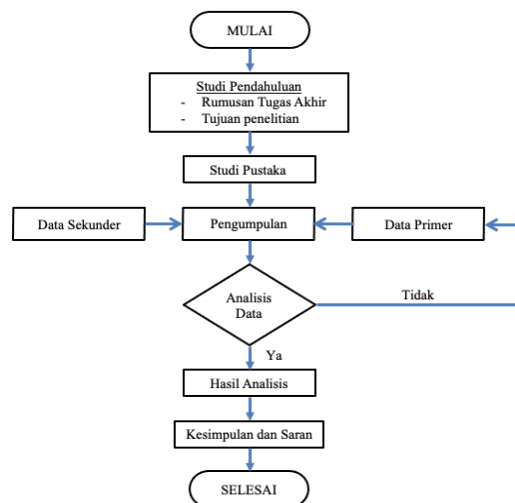 MULAI
Studi Pendahuluan
- Rumusan Tugas Akhir
- Tujuan penelitian
Studi Pustaka
Data Sekunder
Pengumpulan
Data Primer
Analisis
Data
Tidak
Ya
Hasil Analisis
Kesimpulan dan Saran
SELESAI